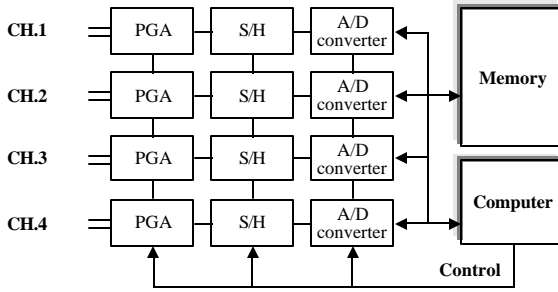 CH.1
PGA
S/H
A/D
converter
Memory
CH.2
PGA
S/H
A/D
converter
CH.3
PGA
S/H
A/D
converter
Computer
CH.4
PGA
S/H
A/D
converter
Control